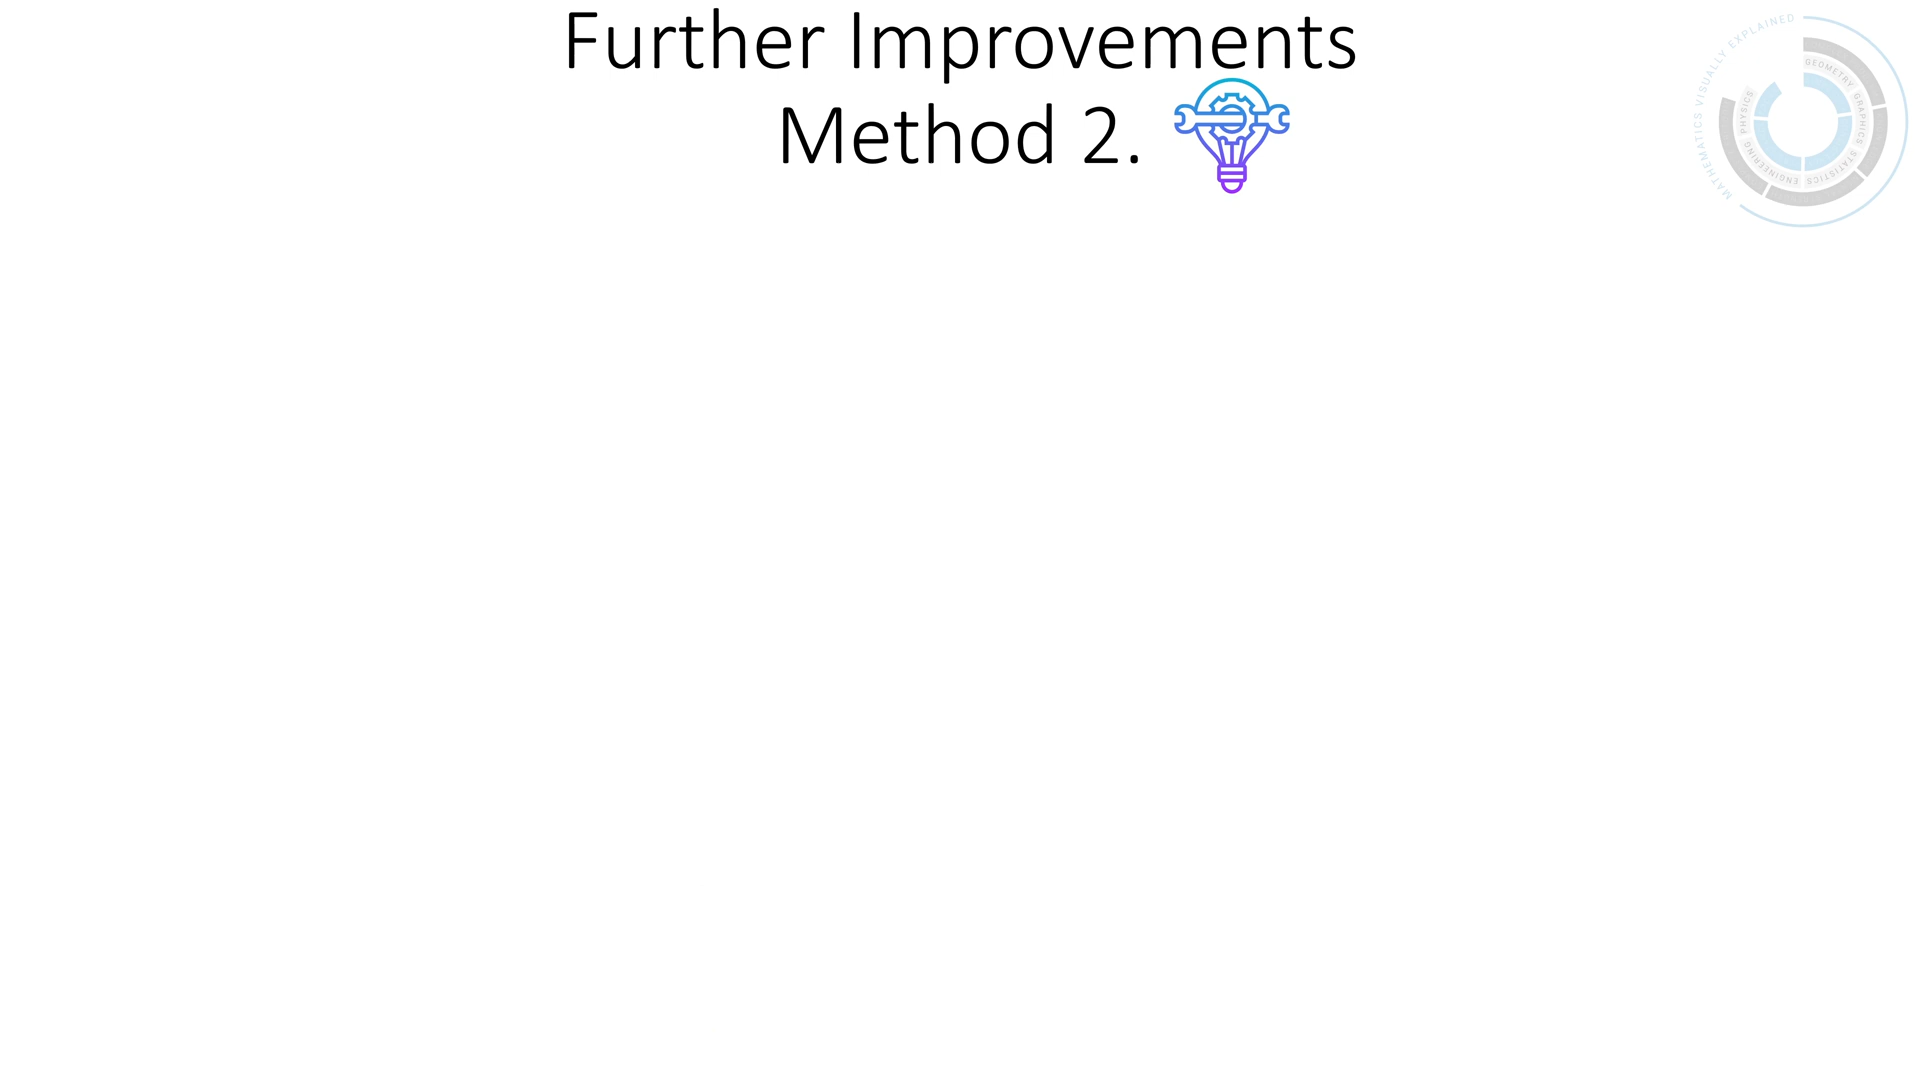 Further Improvements
Method 2.
MATHEMATICS VISUALLY EXPLAINED
GEOMETRY GRAPHICS STATISTICS ENGINEERING PHYSICS